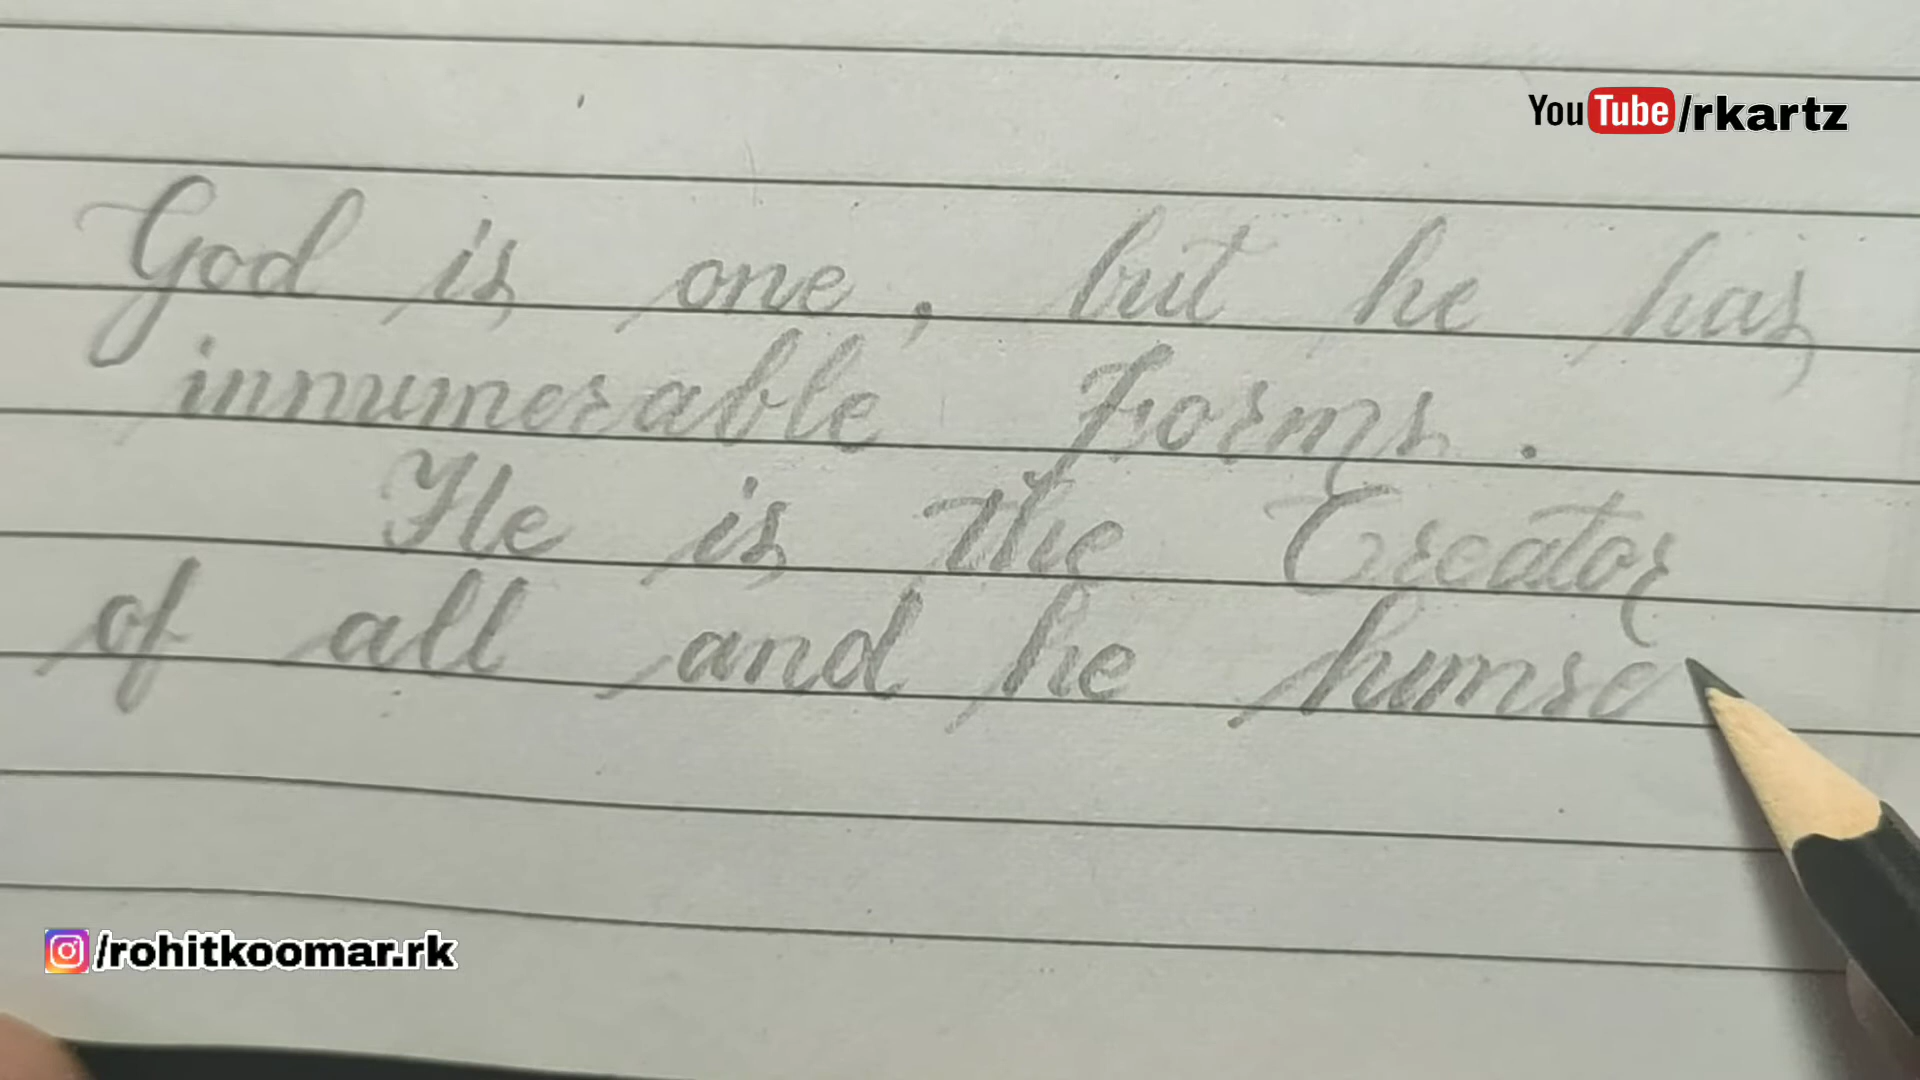 YouTube/rkartz
God is one, but he has
innumerable Forms.
He is the Creator
of all and he himse
/rohitkoomar.rk